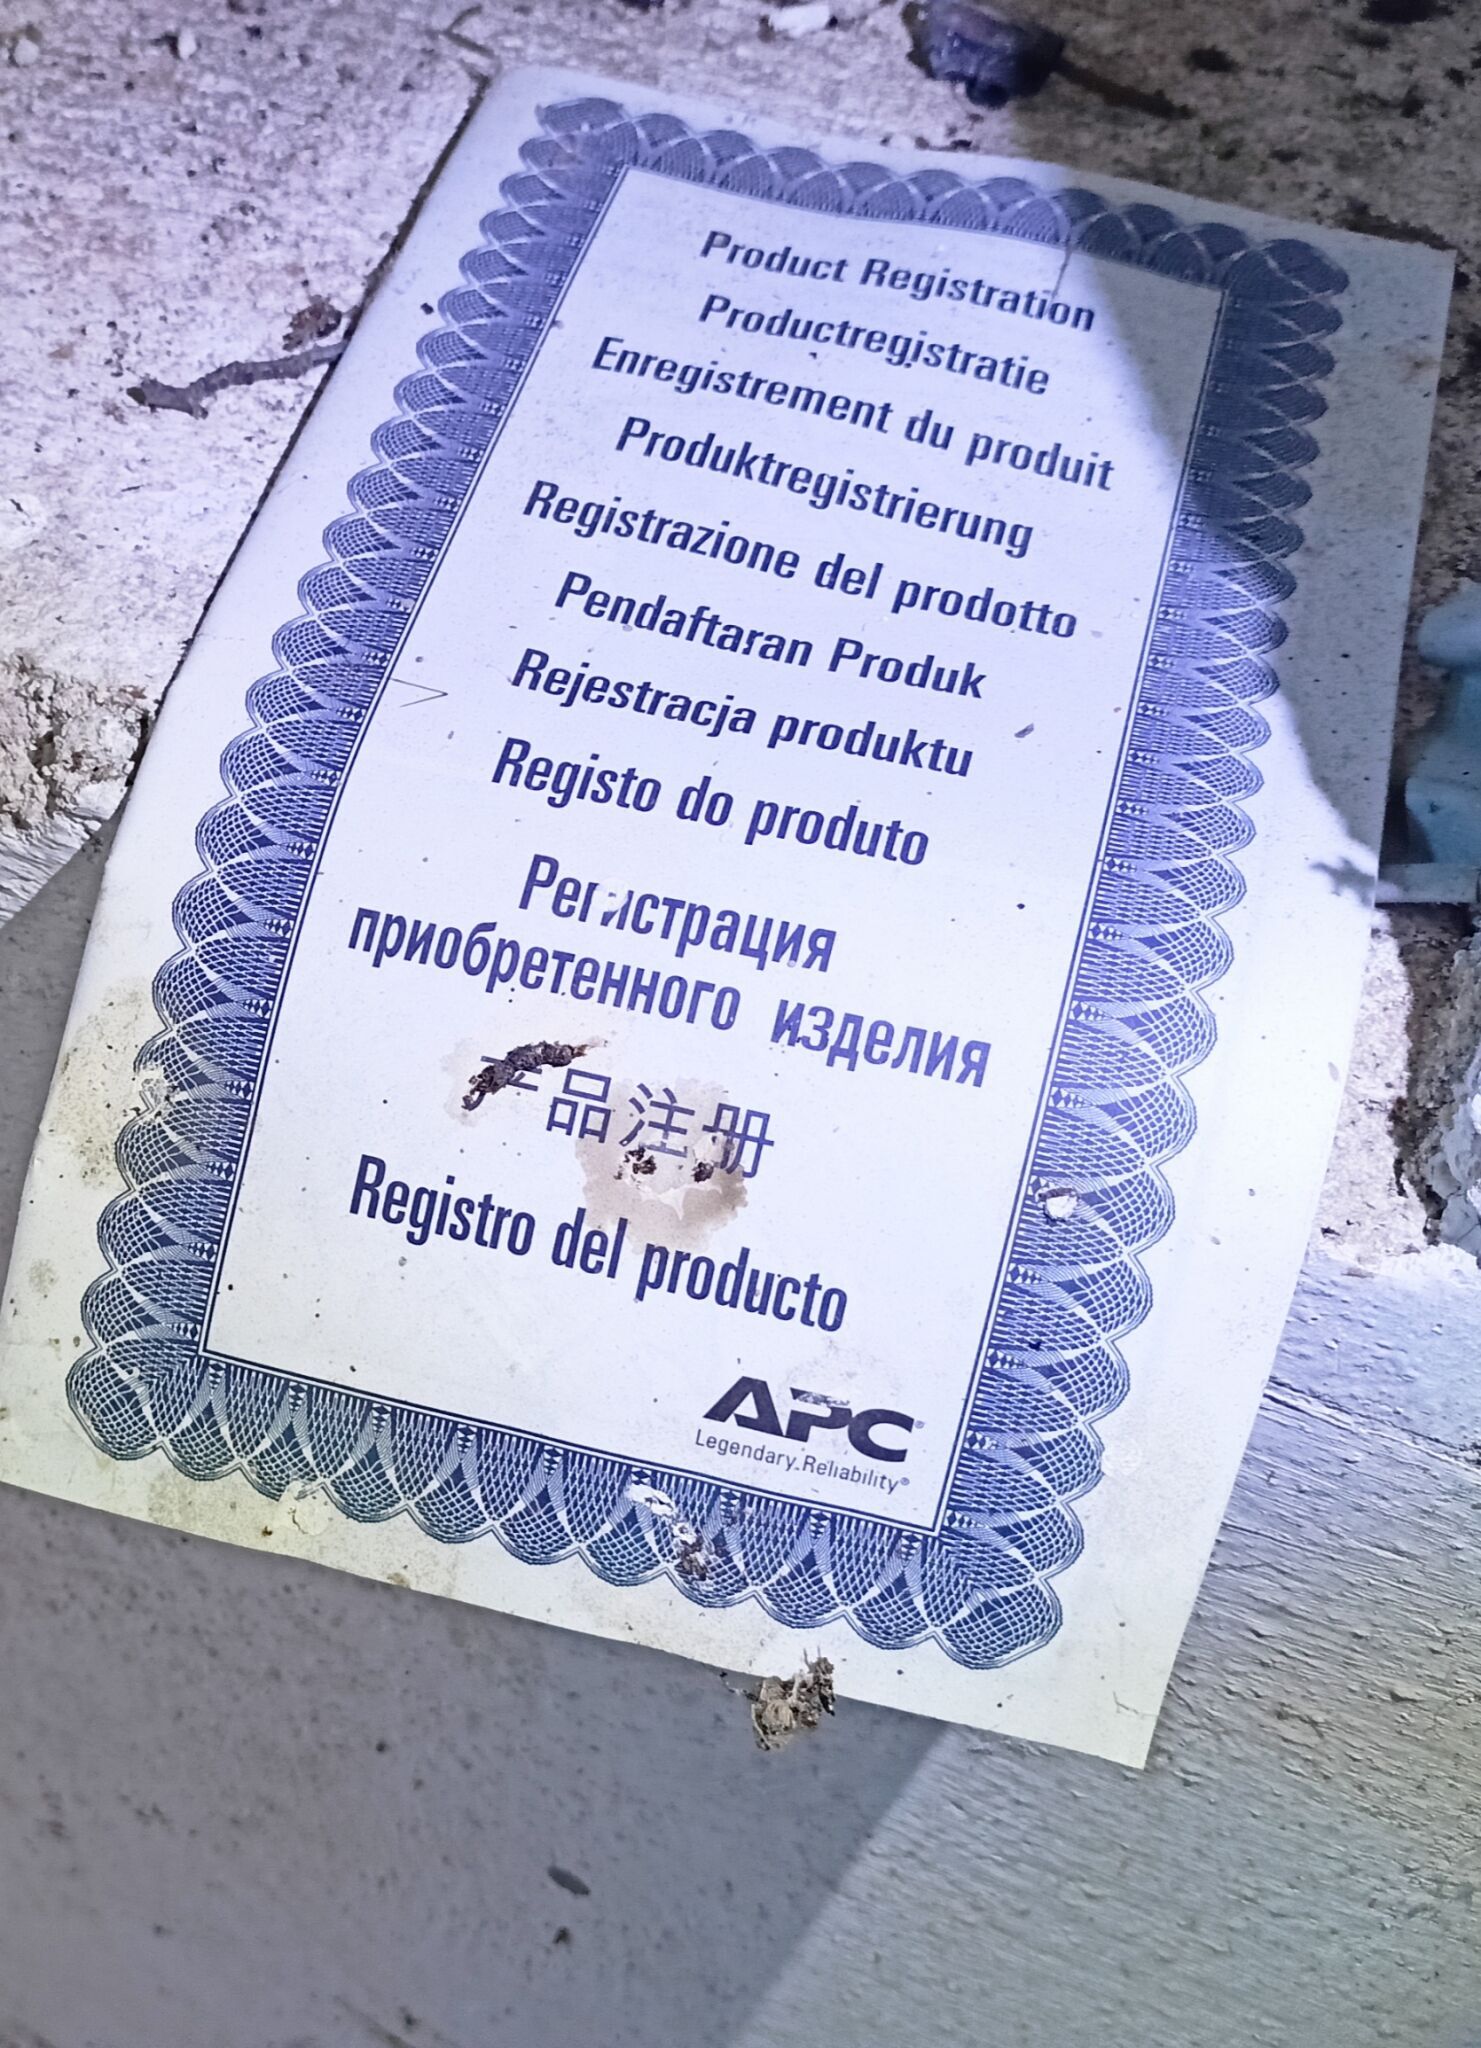 Product Registration
Productregistratie
Enregistrement du produit
Produktregistrierung
Registrazione del prodotto
Pendaftaran Produk
Rejestracja produktu
Registo do produto
Регистрация
приобретенного изделия
产品注册
Registro del producto
APC®
Legendary Reliability®